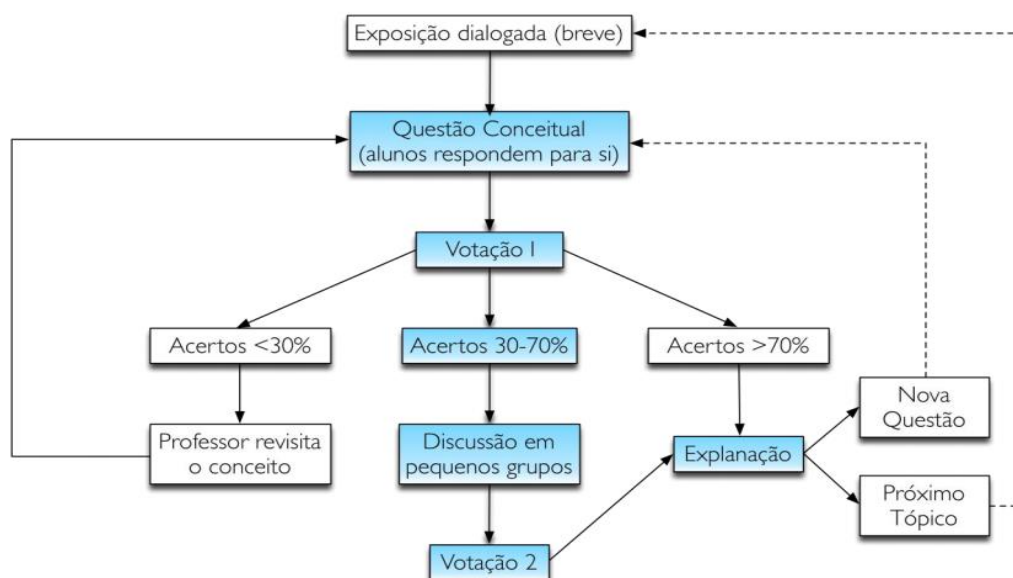 Exposição dialogada (breve)
Questão Conceitual
(alunos respondem para si)
Votação 1
Acertos <30%
Acertos 30-70%
Acertos >70%
Professor revisita
o conceito
Discussão em
pequenos grupos
Explanação
Nova
Questão
Próximo
Tópico
Votação 2